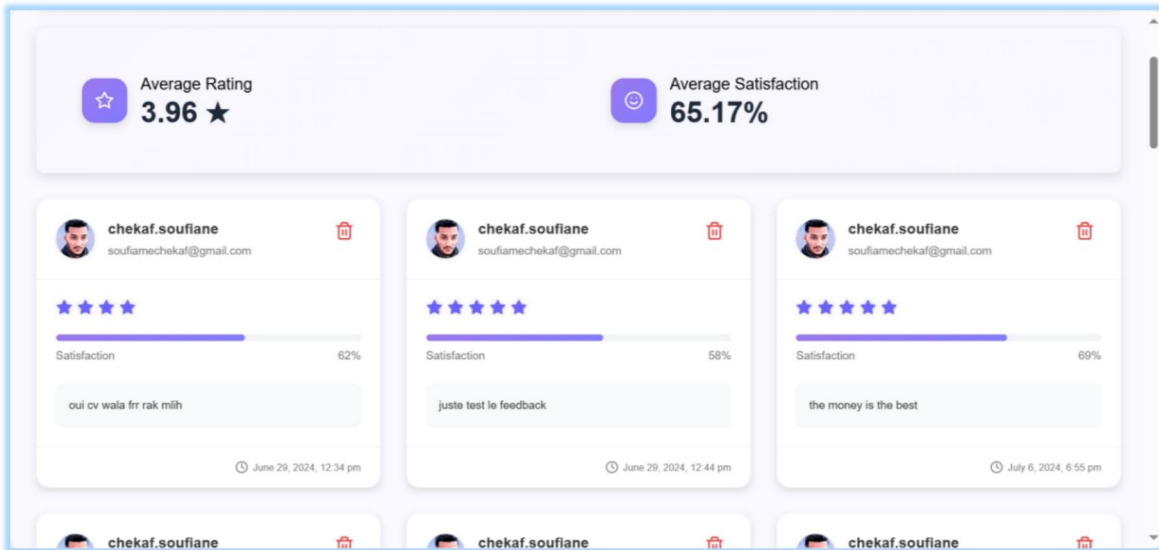 Average Rating
3.96 ★
Average Satisfaction
65.17%
chekaf.soufiane
soufiamechekaf@gmail.com
Satisfaction
62%
oui cv wala frr rak mlih
June 29, 2024, 12:34 pm
chekaf.soufiane
soufiamechekaf@gmail.com
Satisfaction
58%
juste test le feedback
June 29, 2024, 12:44 pm
chekaf.soufiane
soufiamechekaf@gmail.com
Satisfaction
69%
the money is the best
July 6, 2024, 6:55 pm
chekaf.soufiane
chekaf.soufiane
chekaf.soufiane